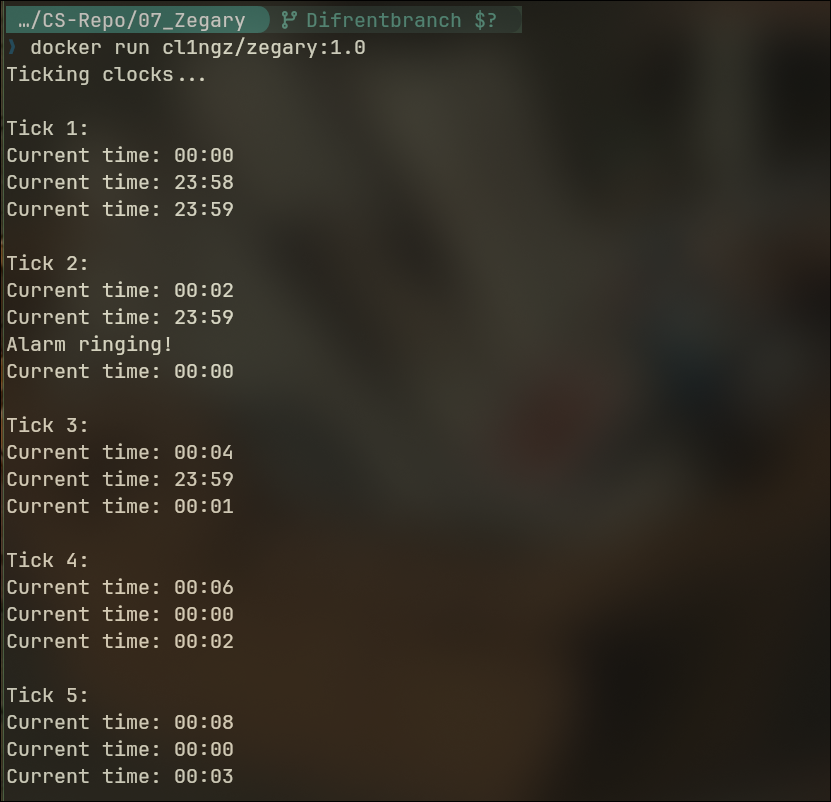 …/CS-Repo/07_Zegary Difrentbranch $?
❯ docker run cl1ngz/zegary:1.0
Ticking clocks...
Tick 1:
Current time: 00:00
Current time: 23:58
Current time: 23:59
Tick 2:
Current time: 00:02
Current time: 23:59
Alarm ringing!
Current time: 00:00
Tick 3:
Current time: 00:04
Current time: 23:59
Current time: 00:01
Tick 4:
Current time: 00:06
Current time: 00:00
Current time: 00:02
Tick 5:
Current time: 00:08
Current time: 00:00
Current time: 00:03